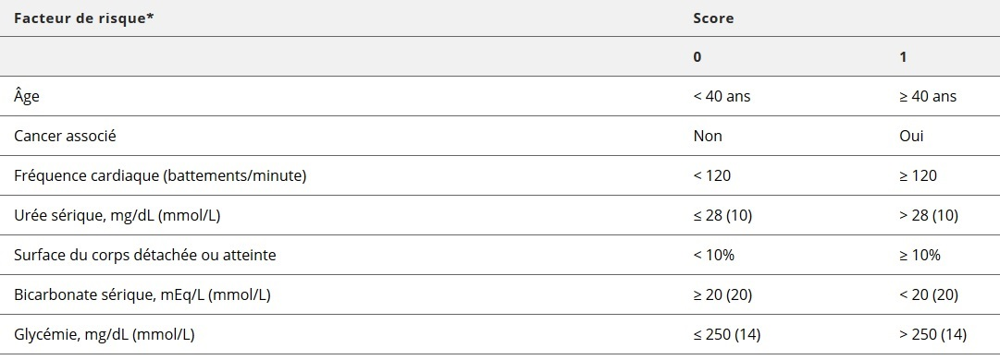 Facteur de risque* Score
0 1
Âge < 40 ans ≥ 40 ans
Cancer associé Non Oui
Fréquence cardiaque (battements/minute) < 120 ≥ 120
Urée sérique, mg/dL (mmol/L) ≤ 28 (10) > 28 (10)
Surface du corps détachée ou atteinte < 10% ≥ 10%
Bicarbonate sérique, mEq/L (mmol/L) ≥ 20 (20) < 20 (20)
Glycémie, mg/dL (mmol/L) ≤ 250 (14) > 250 (14)